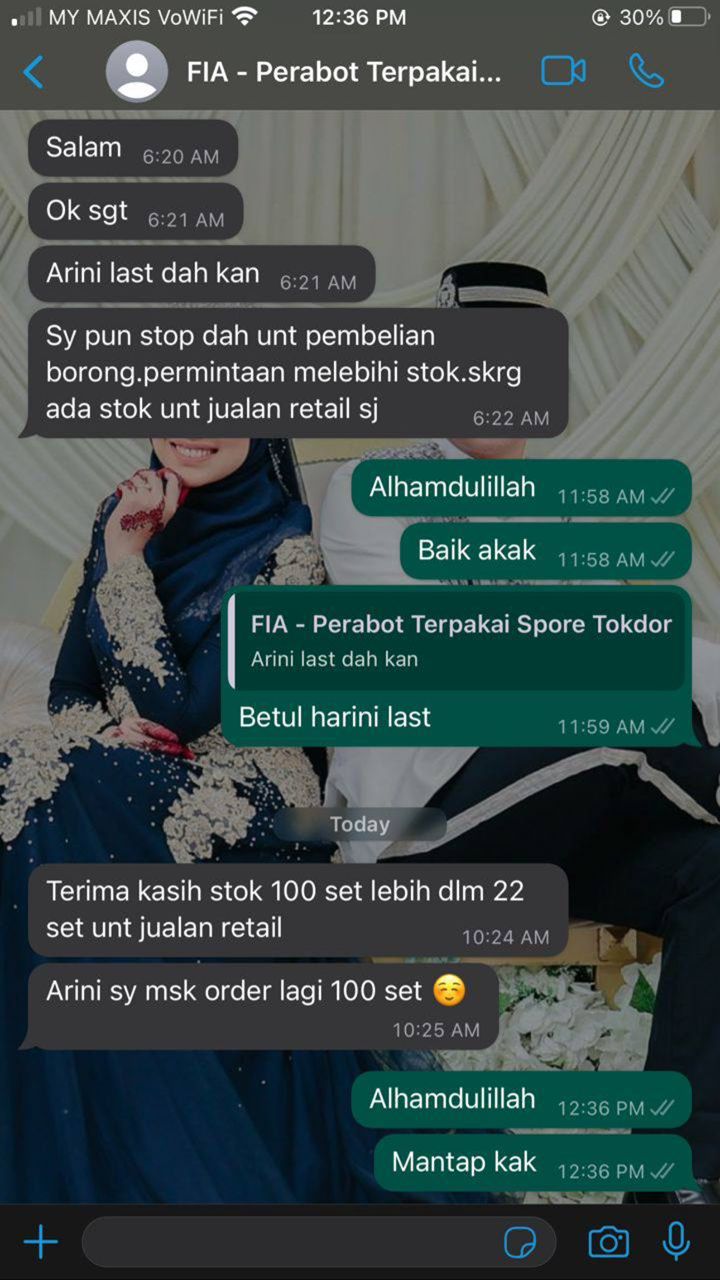 MY MAXIS VoWiFi 12:36 PM 30%
FIA - Perabot Terpakai...
Salam 6:20 AM
Ok sgt 6:21 AM
Arini last dah kan 6:21 AM
Sy pun stop dah unt pembelian
borong.permintaan melebihi stok.skrg
ada stok unt jualan retail sj 6:22 AM
Alhamdulillah 11:58 AM
Baik akak 11:58 AM
FIA - Perabot Terpakai Spore Tokdor
Arini last dah kan
Betul harini last 11:59 AM
Today
Terima kasih stok 100 set lebih dlm 22
set unt jualan retail 10:24 AM
Arini sy msk order lagi 100 set ☺️
10:25 AM
Alhamdulillah 12:36 PM
Mantap kak 12:36 PM